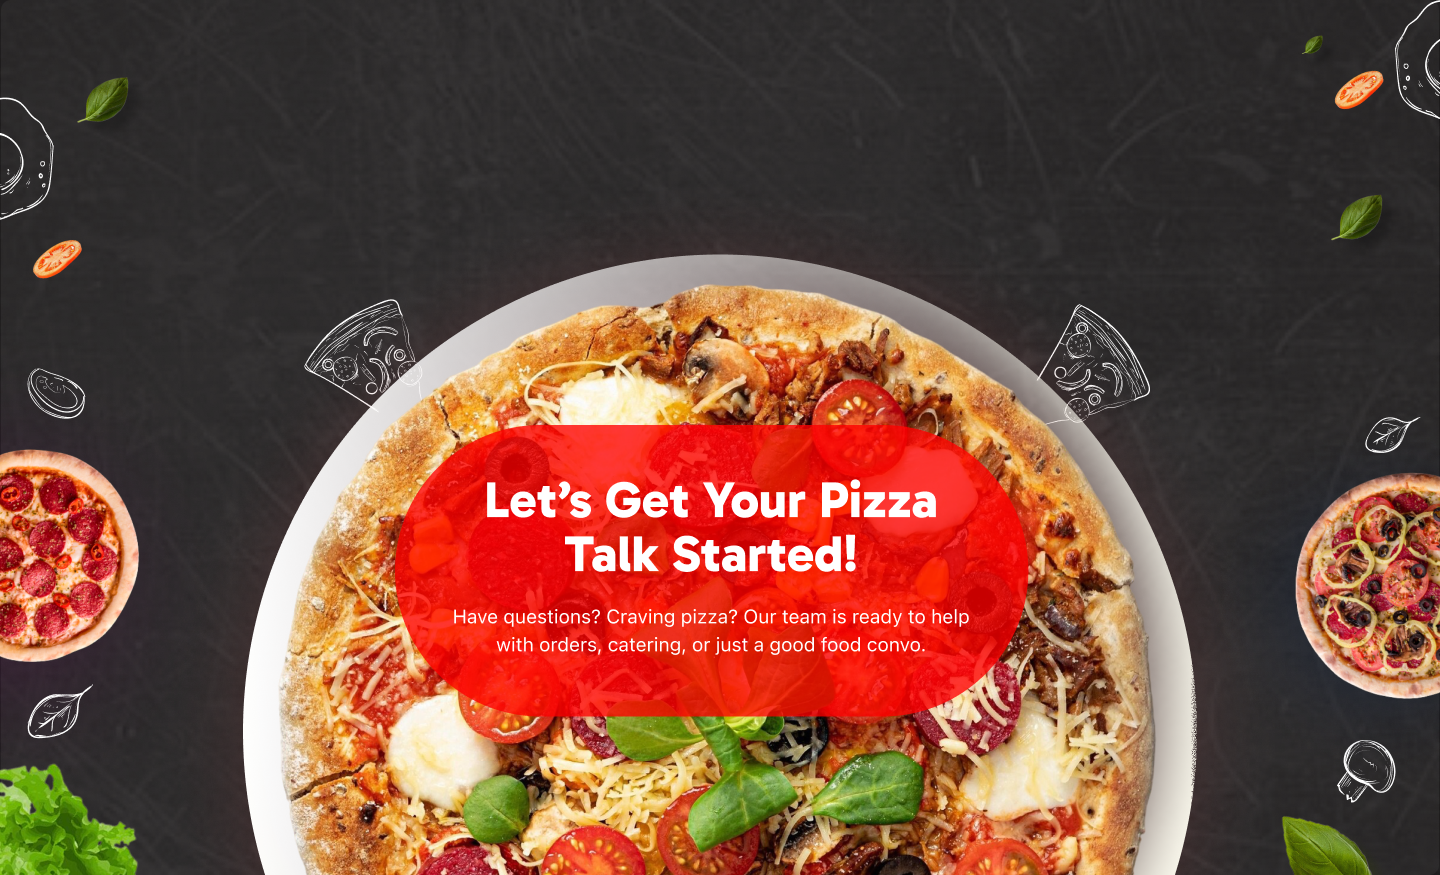 Let’s Get Your Pizza
Talk Started!
Have questions? Craving pizza? Our team is ready to help
with orders, catering, or just a good food convo.